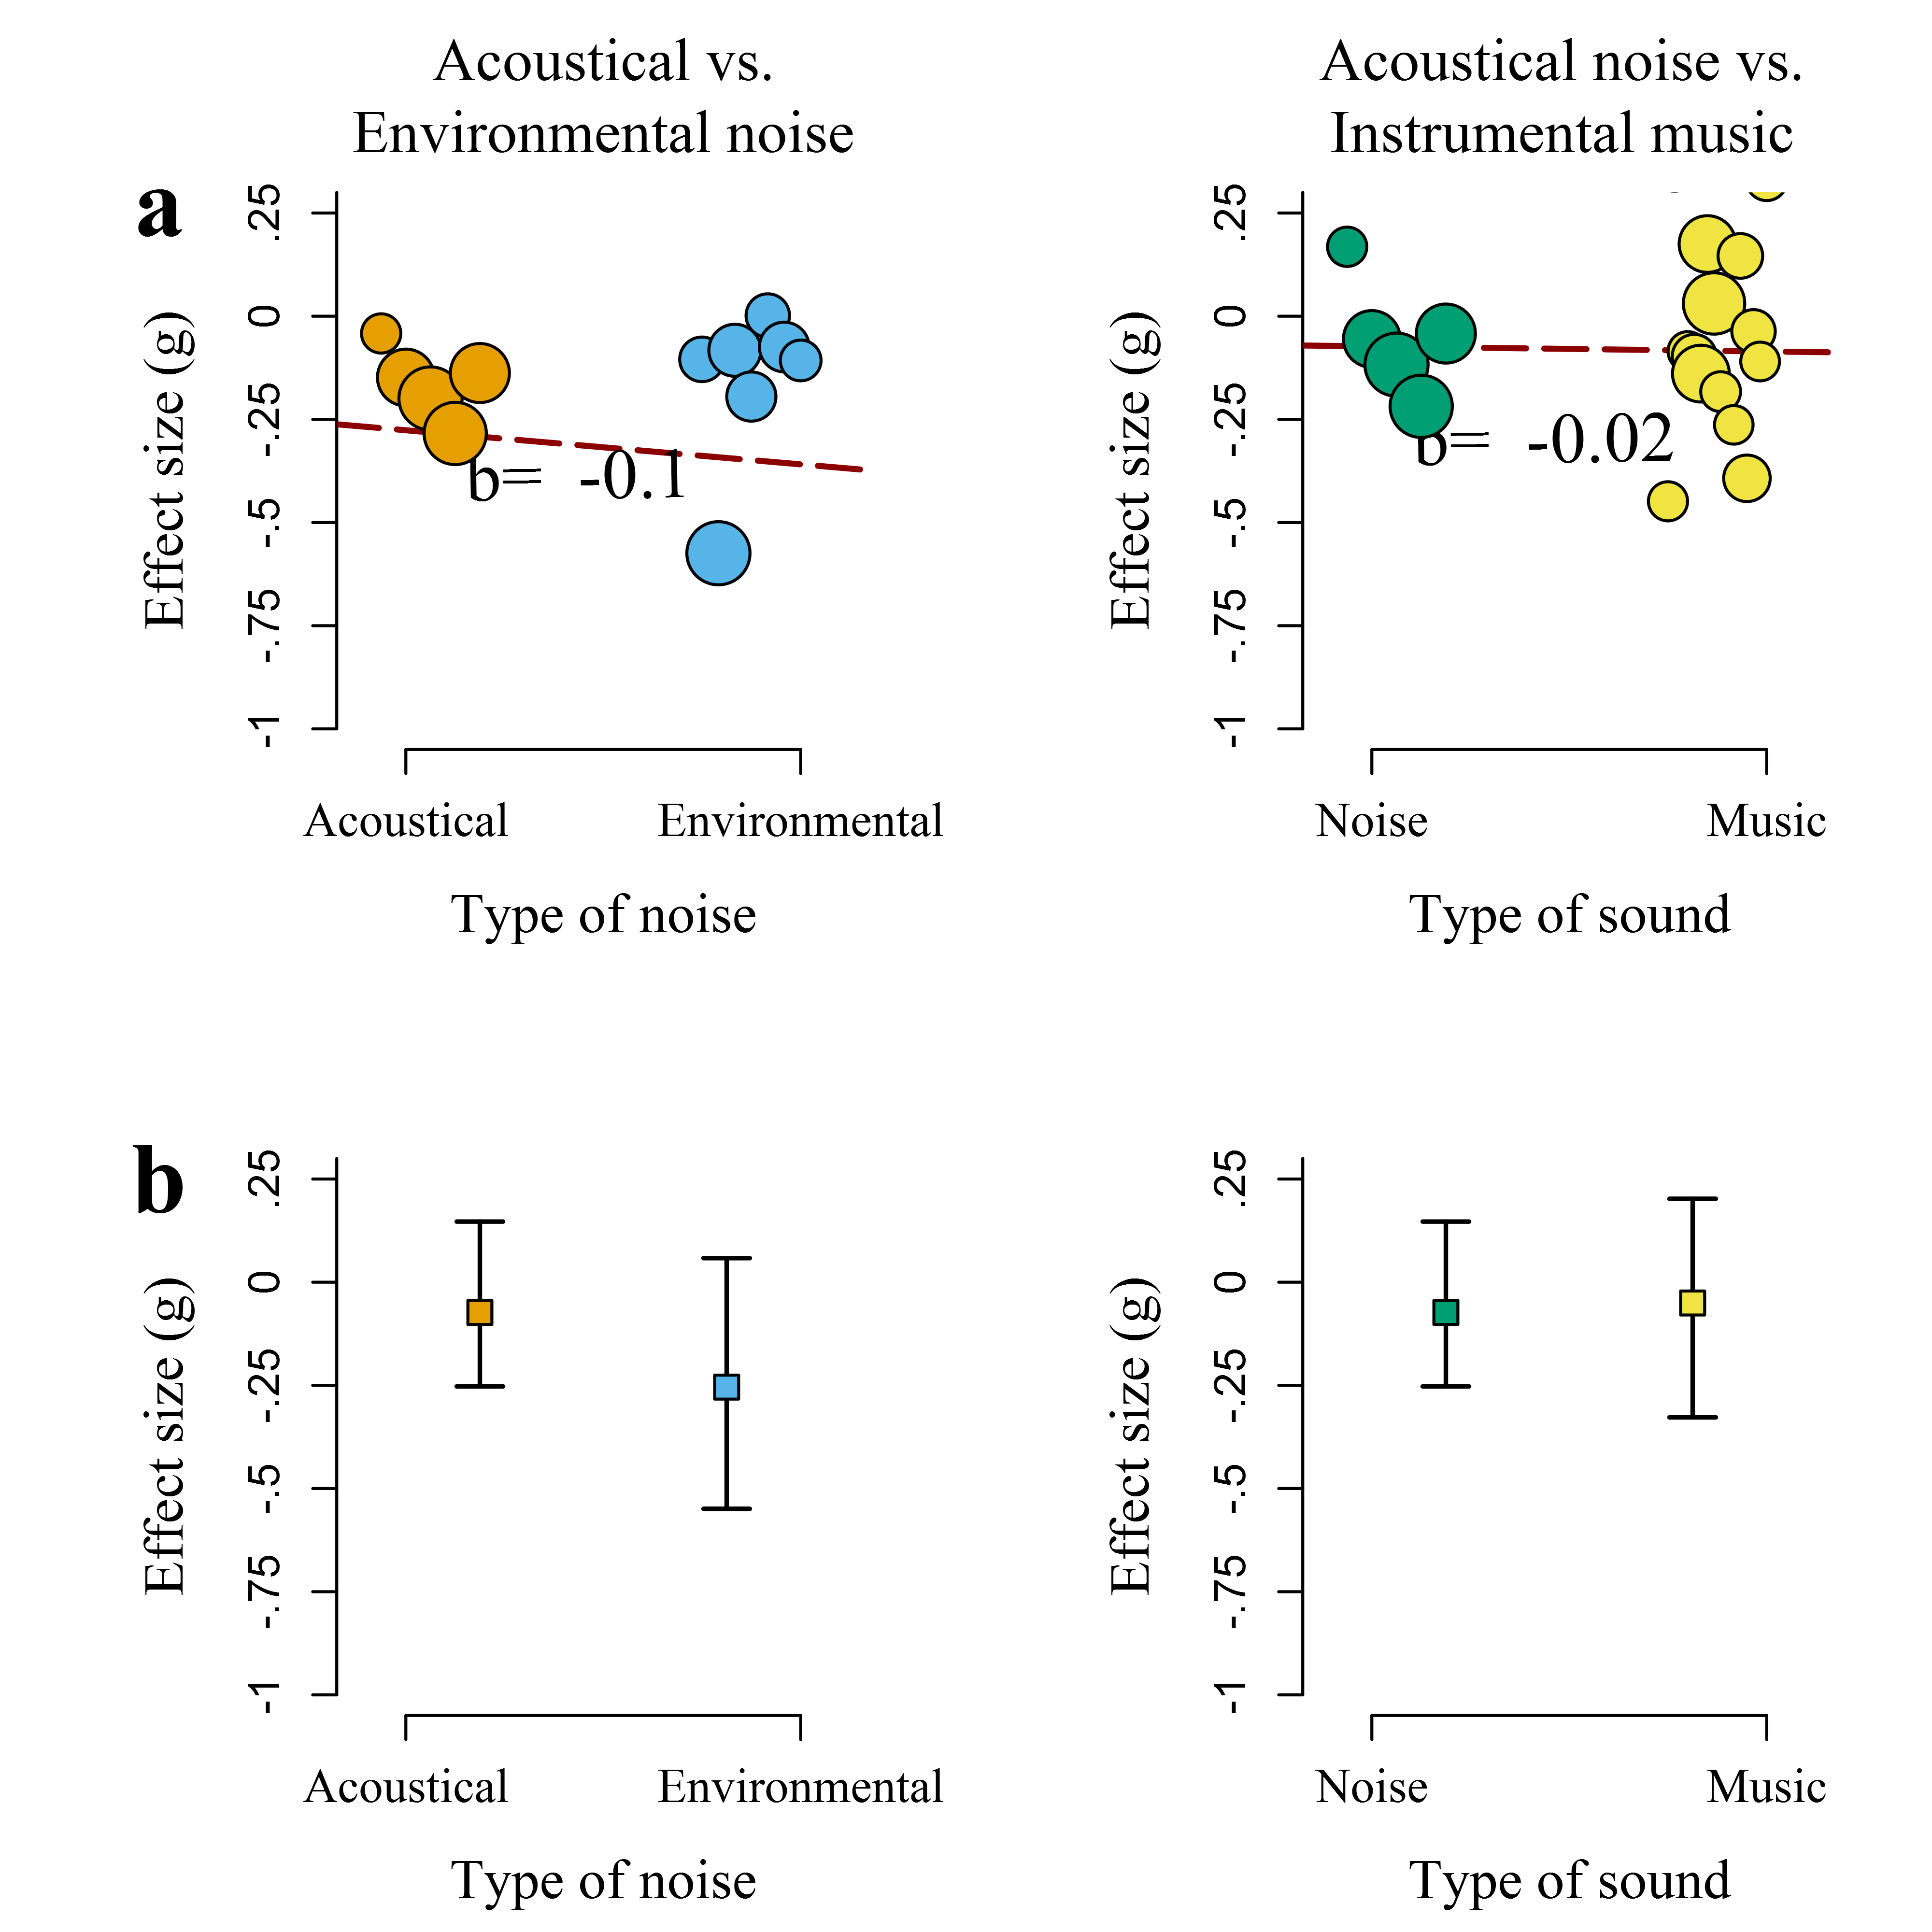 Acoustical vs.
Environmental noise
Acoustical noise vs.
Instrumental music
a
Effect size (g)
.25
0
-.25
-.5
-.75
-1
b= -0.1
Acoustical
Environmental
Type of noise
Effect size (g)
.25
0
-.25
-.5
-.75
-1
b= -0.02
Noise
Music
Type of sound
b
Effect size (g)
.25
0
-.25
-.5
-.75
-1
Acoustical
Environmental
Type of noise
Effect size (g)
.25
0
-.25
-.5
-.75
-1
Noise
Music
Type of sound